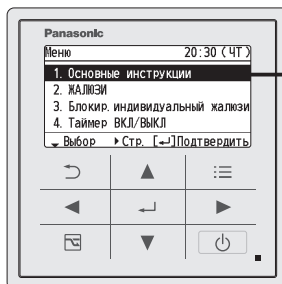 Panasonic
Меню 20:30 (ЧТ)
1. Основные инструкции
2. ЖАЛЮЗИ
3. Блокир. индивидуальный жалюзи
4. Таймер ВКЛ/ВЫКЛ
Выбор ▸Стр. [↵]Подтвердить